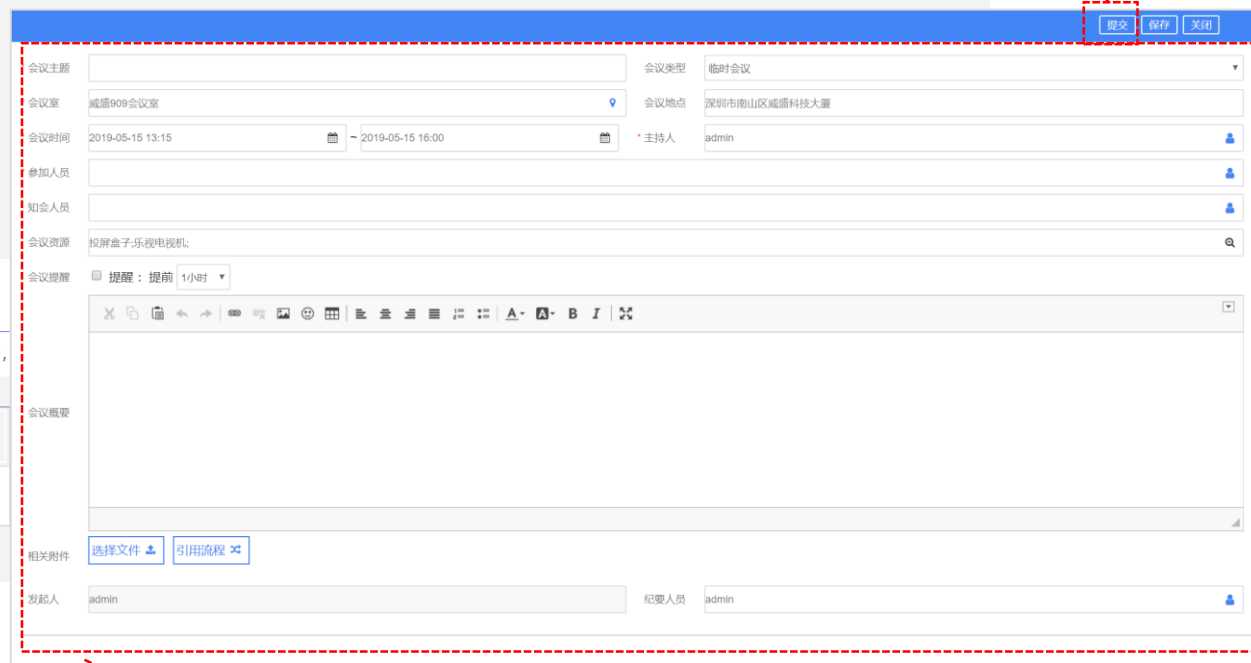 提交 保存 关闭
会议主题 会议类型 临时会议
会议室 威盛909会议室 会议地点 深圳市南山区威盛科技大厦
会议时间 2019-05-15 13:15 ~ 2019-05-15 16:00 * 主持人 admin
参加人员
知会人员
会议资源 投屏盒子;乐视电视机;
会议提醒 提醒： 提前 1小时
A A B I
会议概要
相关附件 选择文件 引用流程
发起人 admin 纪要人员 admin